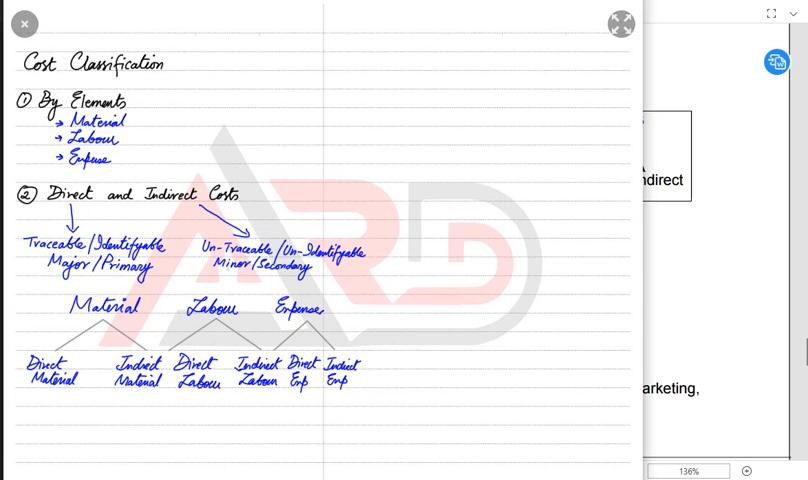 Cost Classification
① By Elements
→ Material
→ Labour
→ Expense
② Direct and Indirect Costs
Traceable/Identifyable
Major/Primary
Un-Traceable/Un-Identifyable
Minor/Secondary
Material Labour Expense
Direct Material
Indirect Material
Direct Labour
Indirect Labour
Direct Exp
Indirect Exp
ARD
ndirect
arketing,
136%